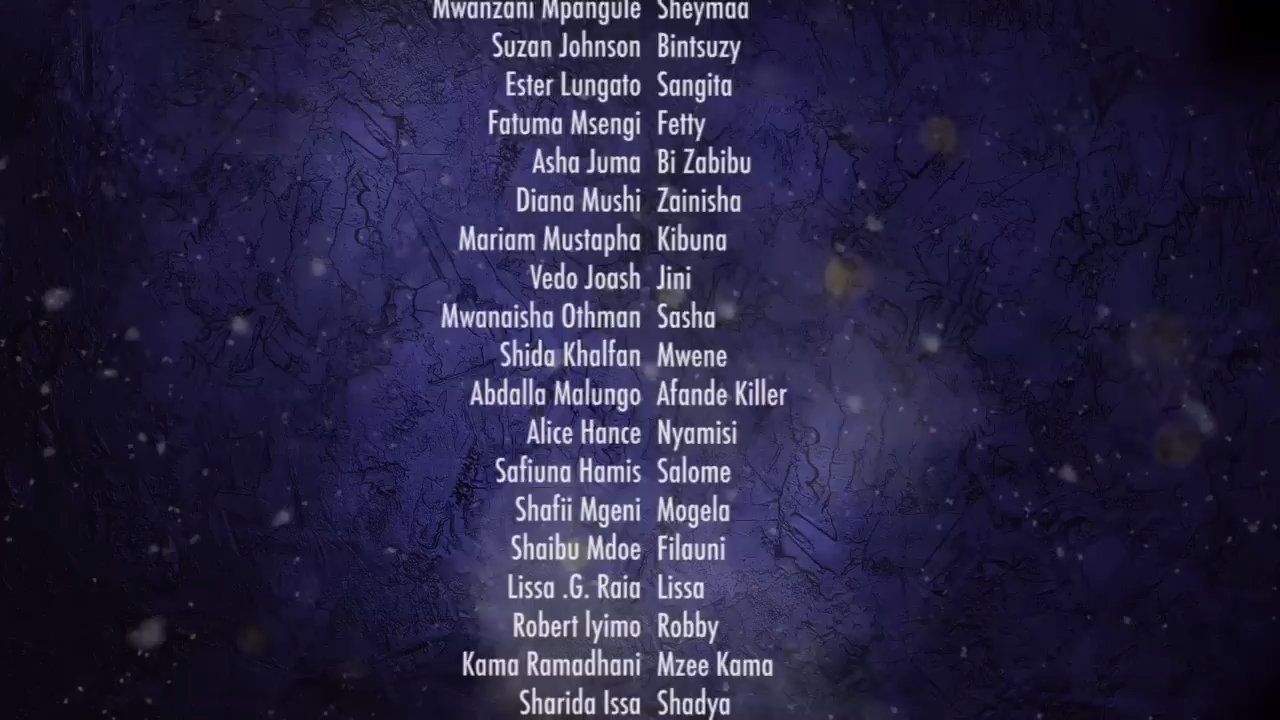 Mwanzani Mpangule Sheymaa
Suzan Johnson Bintsuzy
Ester Lungato Sangita
Fatuma Msengi Fetty
Asha Juma Bi Zabibu
Diana Mushi Zainisha
Mariam Mustapha Kibuna
Vedo Joash Jini
Mwanaisha Othman Sasha
Shida Khalfan Mwene
Abdalla Malungo Afande Killer
Alice Hance Nyamisi
Safiuna Hamis Salome
Shafii Mgeni Mogela
Shaibu Mdoe Filauni
Lissa .G. Raia Lissa
Robert Iyimo Robby
Kama Ramadhani Mzee Kama
Sharida Issa Shadya